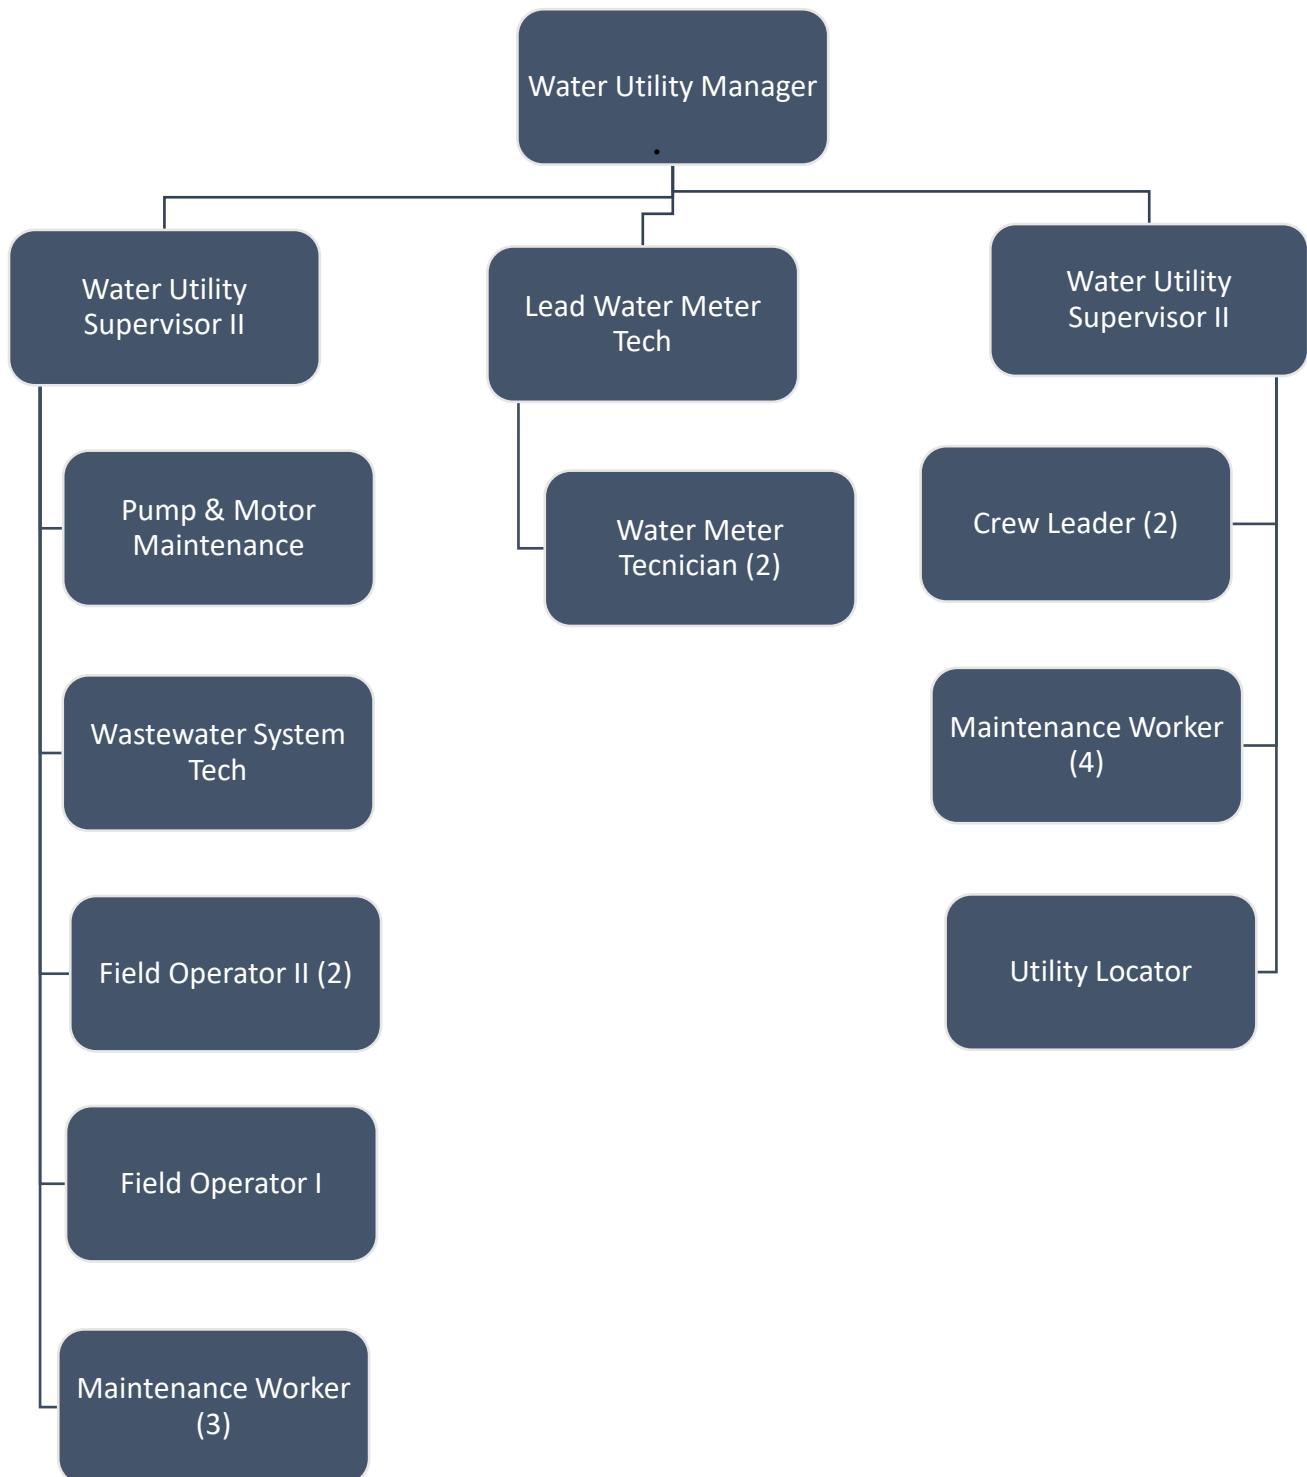 Water Utility Manager
.
Water Utility
Supervisor II
Lead Water Meter
Tech
Water Utility
Supervisor II
Pump & Motor
Maintenance
Water Meter
Tecnician (2)
Crew Leader (2)
Wastewater System
Tech
Maintenance Worker
(4)
Field Operator II (2)
Utility Locator
Field Operator I
Maintenance Worker
(3)